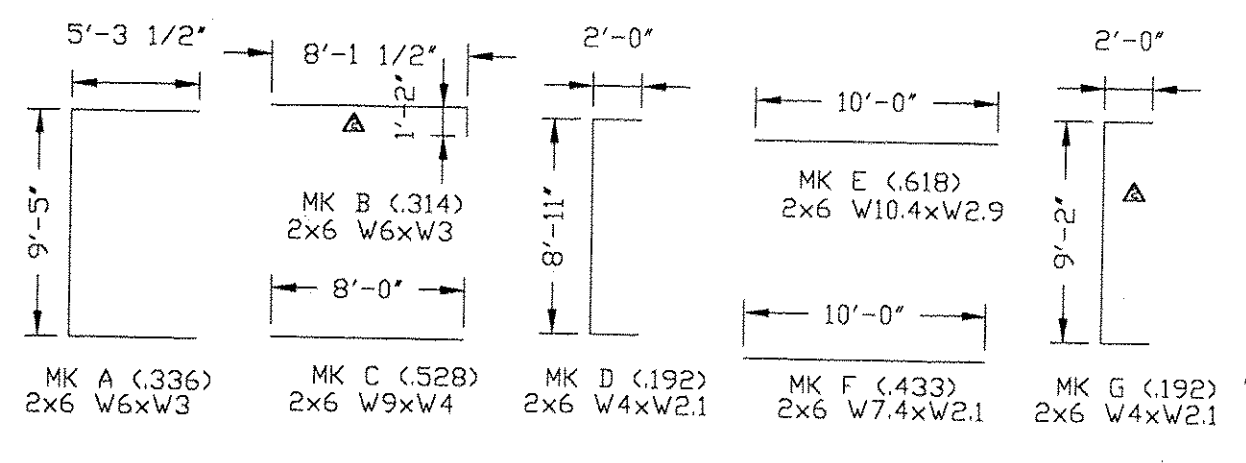 5'-3 1/2"
8'-1 1/2"
1'-2"
2'-0"
10'-0"
2'-0"
9'-5"
MK B (.314)
2x6 W6xW3
8'-11"
MK E (.618)
2x6 W10.4xW2.9
9'-2"
8'-0"
10'-0"
MK A (.336)
2x6 W6xW3
MK C (.528)
2x6 W9xW4
MK D (.192)
2x6 W4xW2.1
MK F (.433)
2x6 W7.4xW2.1
MK G (.192)
2x6 W4xW2.1